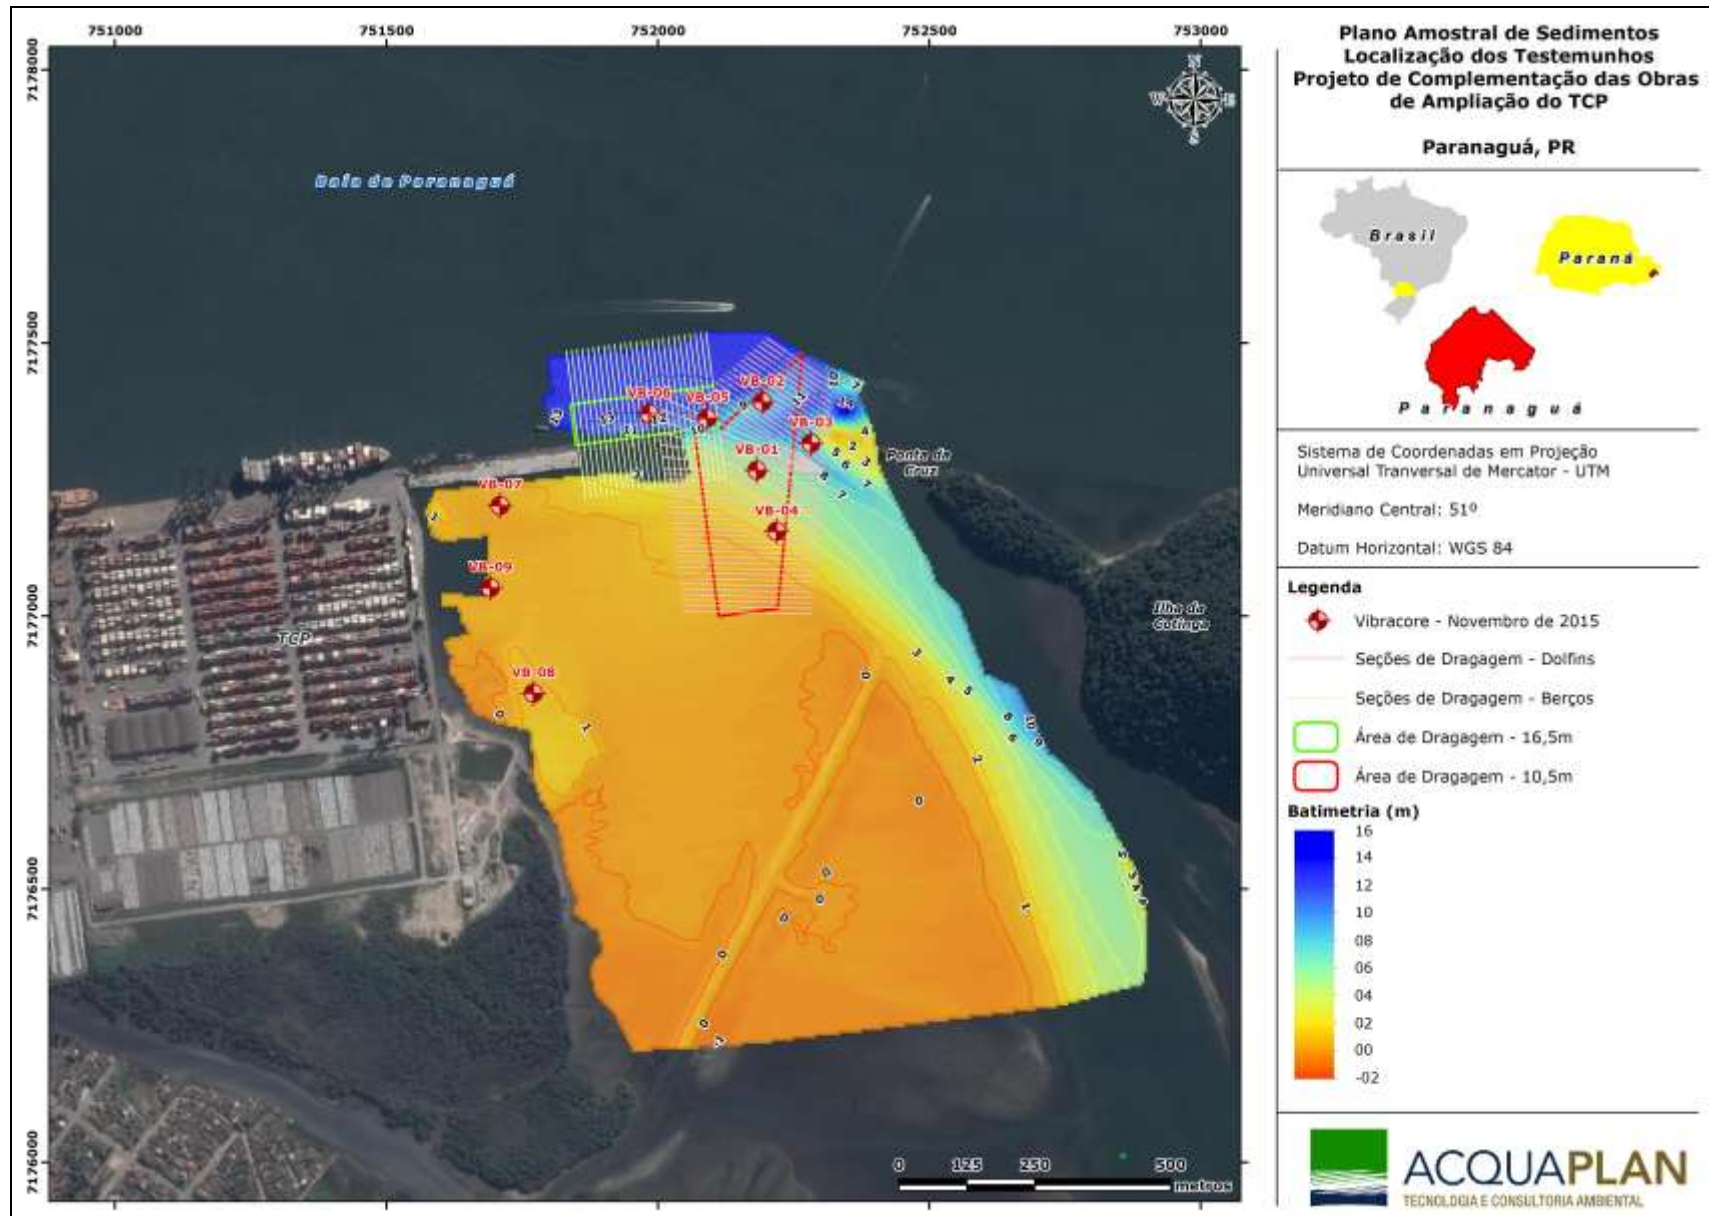 751000
751500
752000
752500
753000
7178000
7177500
7177000
7176500
7176000
N
W
E
S
Baía de Paranaguá
VB-06
VB-05
VB-02
VB-03
VB-01
VB-04
VB-07
VB-09
VB-08
TCP
Ponta da
Cruz
Ilha da
Cotinga
0 125 250 500
metros
Plano Amostral de Sedimentos
Localização dos Testemunhos
Projeto de Complementação das Obras
de Ampliação do TCP
Paranaguá, PR
Brasil
Paraná
Paranaguá
Sistema de Coordenadas em Projeção
Universal Tranversal de Mercator - UTM
Meridiano Central: 51º
Datum Horizontal: WGS 84
Legenda
Vibracore - Novembro de 2015
Seções de Dragagem - Dolfins
Seções de Dragagem - Berços
Área de Dragagem - 16,5m
Área de Dragagem - 10,5m
Batimetria (m)
16
14
12
10
08
06
04
02
00
-02
ACQUAPLAN
TECNOLOGIA E CONSULTORIA AMBIENTAL